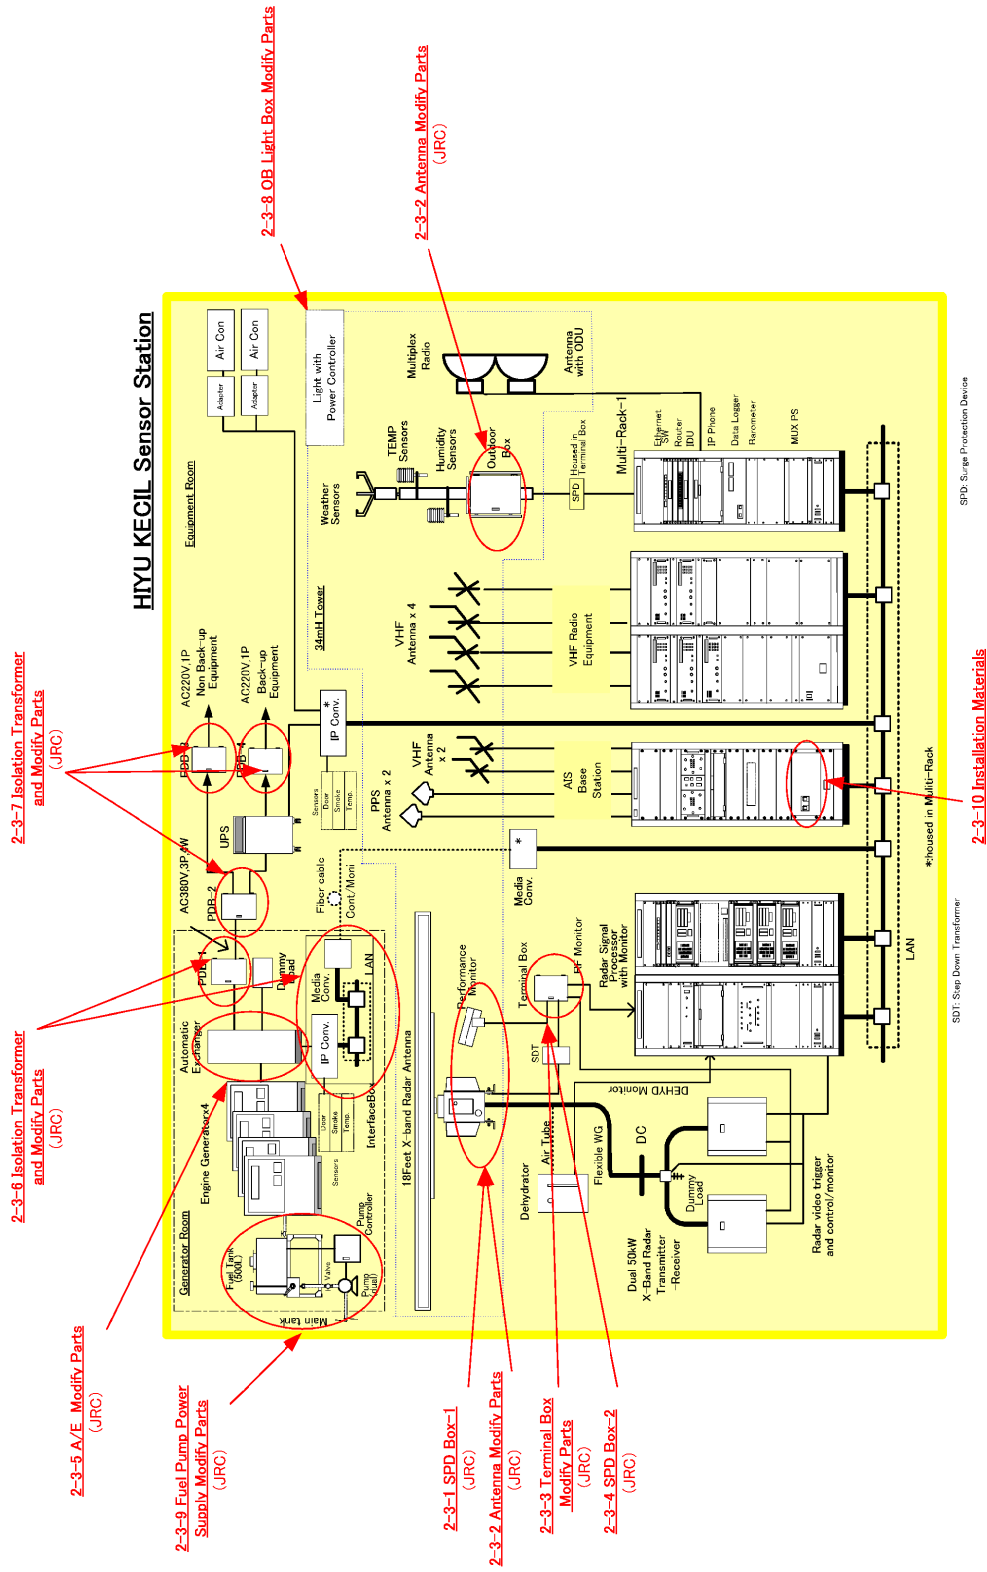 HIYU KECIL Sensor Station
2-3-5 A/E Modify Parts
(JRC)
2-3-6 Isolation Transformer
and Modify Parts
(JRC)
2-3-7 Isolation Transformer
and Modify Parts
(JRC)
2-3-8 OB Light Box Modify Parts
2-3-2 Antenna Modify Parts
(JRC)
2-3-9 Fuel Pump Power
Supply Modify Parts
(JRC)
2-3-1 SPD Box-1
(JRC)
2-3-2 Antenna Modify Parts
(JRC)
2-3-3 Terminal Box
Modify Parts
(JRC)
2-3-4 SPD Box-2
(JRC)
2-3-10 Installation Materials
Generator Room
Engine Generatorx4
Automatic
Exchanger
PDB-1
AC380V,3P,4W
PDB-2
UPS
PDB-3
PDB-4
AC220V,1P
Non Back-up
Equipment
AC220V,1P
Back-up
Equipment
Equipment Room
Adapter
Air Con
Adapter
Air Con
Dummy
Load
Fuel Tank
(500L)
Valve
Pump
(dual)
Pump
Controller
Main tank
Sensors
Door
Smoke
Temp.
InterfaceBox
IP Conv.
Media
Conv.
LAN
Fiber cable
Cont/Moni
Sensors
Door
Smoke
Temp.
*
IP Conv.
34mH Tower
Light with
Power Controller
Weather
Sensors
TEMP
Sensors
Humidity
Sensors
Outdoor
Box
Multiplex
Radio
Antenna
with ODU
18Feet X-band Radar Antenna
Performance
Monitor
PPS
Antenna x 2
VHF
Antenna
x 2
VHF
Antenna x 4
SPD
Housed in
Terminal Box
Dehydrator
Air Tube
SDT
Terminal Box
RF Monitor
Media
Conv.
*
AIS
Base
Station
VHF Radio
Equipment
Multi-Rack-1
Ethernet
SW
Router
IDU
IP Phone
Data Logger
Barometer
MUX PS
Flexible WG
DC
DEHYD Monitor
Radar Signal
Processor
with Monitor
Dual 50kW
X-Band Radar
Transmitter
-Receiver
Dummy
Load
Radar video trigger
and control/monitor
LAN
*:housed in Muliti-Rack
SDT: Step Down Transformer
SPD: Surge Protection Device